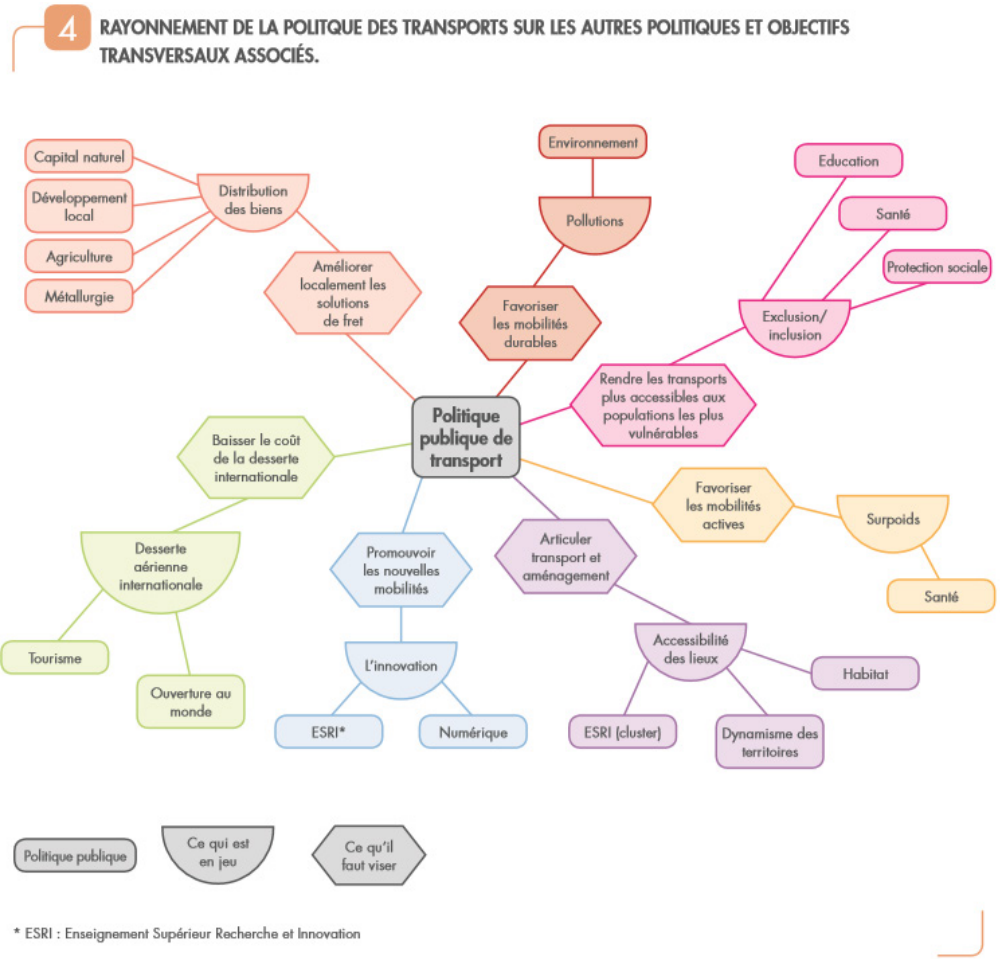 4
RAYONNEMENT DE LA POLITQUE DES TRANSPORTS SUR LES AUTRES POLITIQUES ET OBJECTIFS
TRANSVERSAUX ASSOCIÉS.
Capital naturel
Développement
local
Agriculture
Métallurgie
Distribution
des biens
Améliorer
localement les
solutions
de fret
Environnement
Pollutions
Favoriser
les mobilités
durables
Education
Santé
Protection sociale
Exclusion/
inclusion
Rendre les transports
plus accessibles aux
populations les plus
vulnérables
Politique
publique de
transport
Baisser le coût
de la desserte
internationale
Desserte
aérienne
internationale
Tourisme
Ouverture au
monde
Promouvoir
les nouvelles
mobilités
L'innovation
ESRI*
Numérique
Articuler
transport et
aménagement
Accessibilité
des lieux
ESRI (cluster)
Dynamisme des
territoires
Habitat
Favoriser
les mobilités
actives
Surpoids
Santé
Politique publique
Ce qui est
en jeu
Ce qu'il
faut viser
* ESRI : Enseignement Supérieur Recherche et Innovation